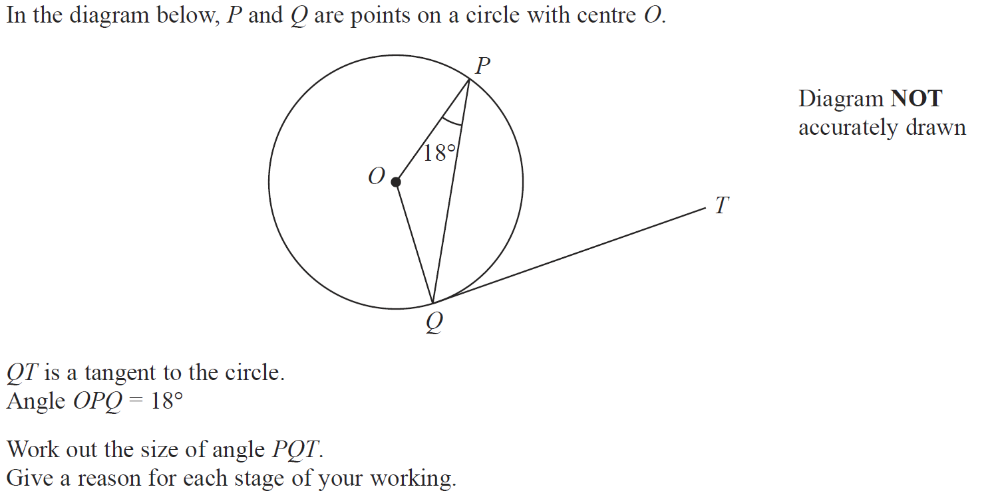 In the diagram below, P and Q are points on a circle with centre O.
P
Diagram NOT
accurately drawn
18°
O
T
Q
QT is a tangent to the circle.
Angle OPQ = 18°
Work out the size of angle PQT.
Give a reason for each stage of your working.